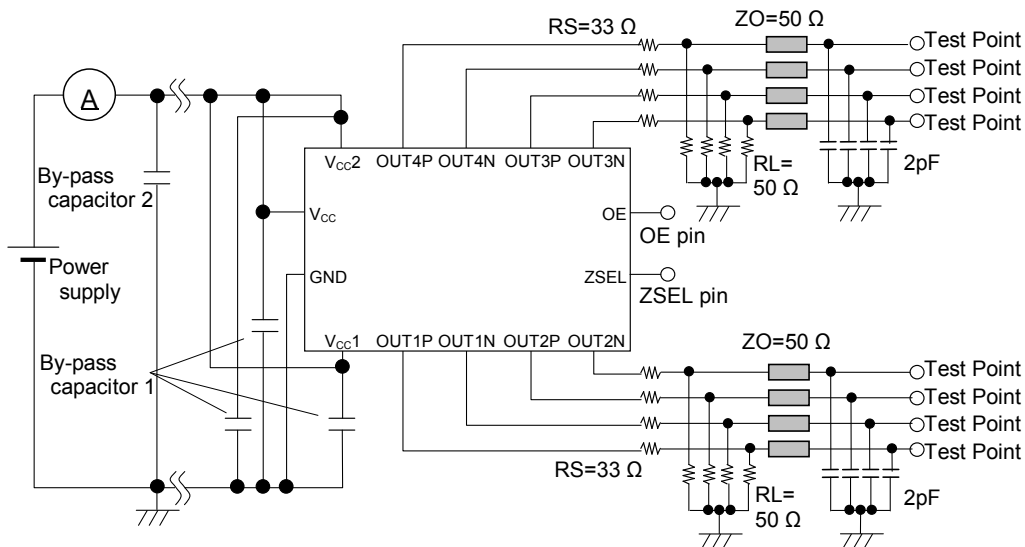 RS=33 Ω
ZO=50 Ω
Test Point
Test Point
Test Point
Test Point
A
By-pass
capacitor 2
VCC2
OUT4P
OUT4N
OUT3P
OUT3N
RL=
50 Ω
2pF
VCC
OE
OE pin
Power
supply
GND
ZSEL
ZSEL pin
By-pass
capacitor 1
VCC1
OUT1P
OUT1N
OUT2P
OUT2N
ZO=50 Ω
Test Point
Test Point
Test Point
Test Point
RS=33 Ω
RL=
50 Ω
2pF